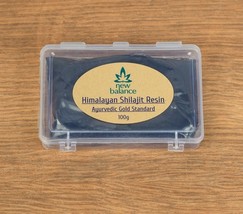 new
balance
Himalayan Shilajit Resin
Ayurvedic Gold Standard
100g